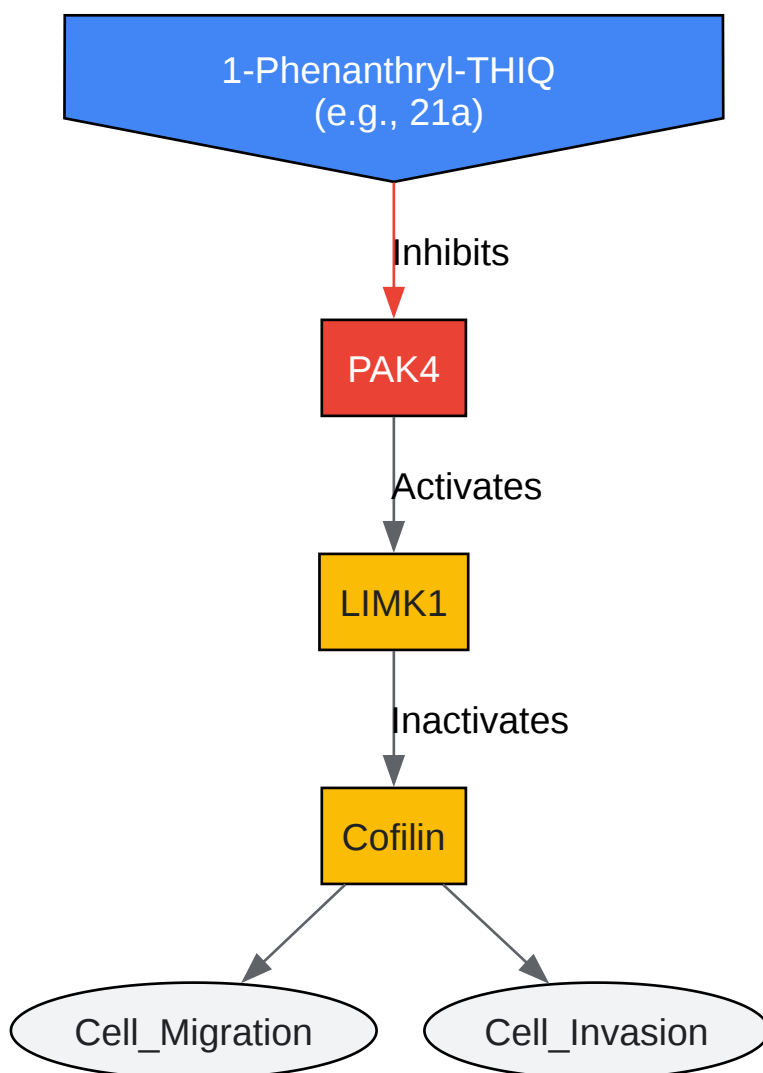 1-Phenanthryl-THIQ
(e.g., 21a)
Inhibits
PAK4
Activates
LIMK1
Inactivates
Cofilin
Cell_Migration
Cell_Invasion